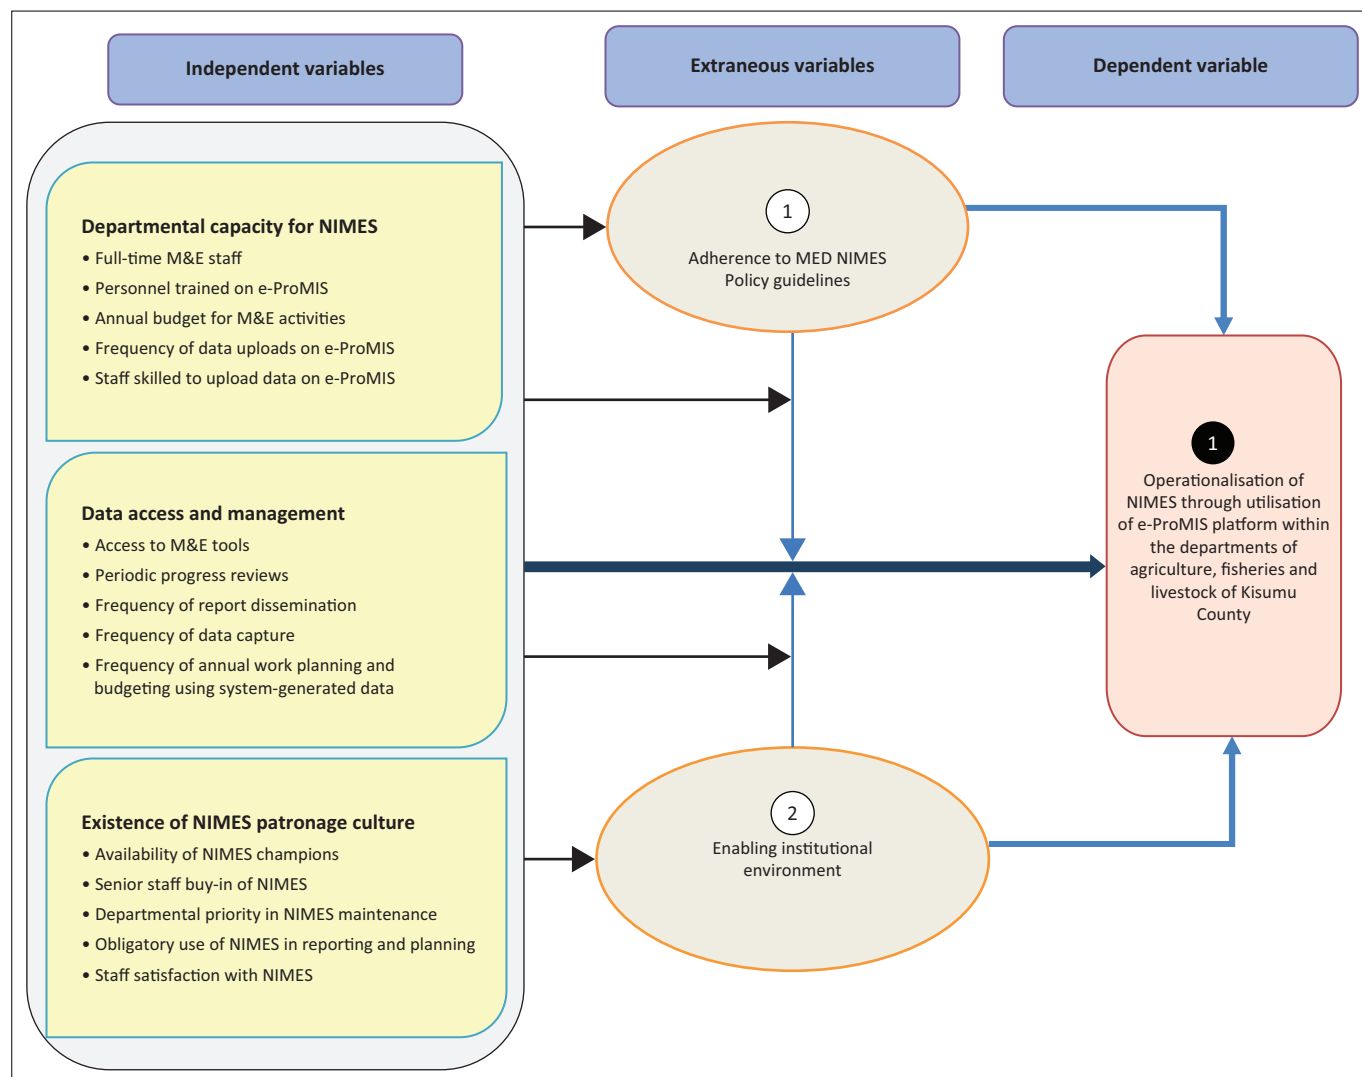 Independent variables
Extraneous variables
Dependent variable
Departmental capacity for NIMES
• Full-time M&E staff
• Personnel trained on e-ProMIS
• Annual budget for M&E activities
• Frequency of data uploads on e-ProMIS
• Staff skilled to upload data on e-ProMIS
Data access and management
• Access to M&E tools
• Periodic progress reviews
• Frequency of report dissemination
• Frequency of data capture
• Frequency of annual work planning and
budgeting using system-generated data
Existence of NIMES patronage culture
• Availability of NIMES champions
• Senior staff buy-in of NIMES
• Departmental priority in NIMES maintenance
• Obligatory use of NIMES in reporting and planning
• Staff satisfaction with NIMES
1
Adherence to MED NIMES
Policy guidelines
2
Enabling institutional
environment
1
Operationalisation of
NIMES through utilisation
of e-ProMIS platform within
the departments of
agriculture, fisheries and
livestock of Kisumu
County